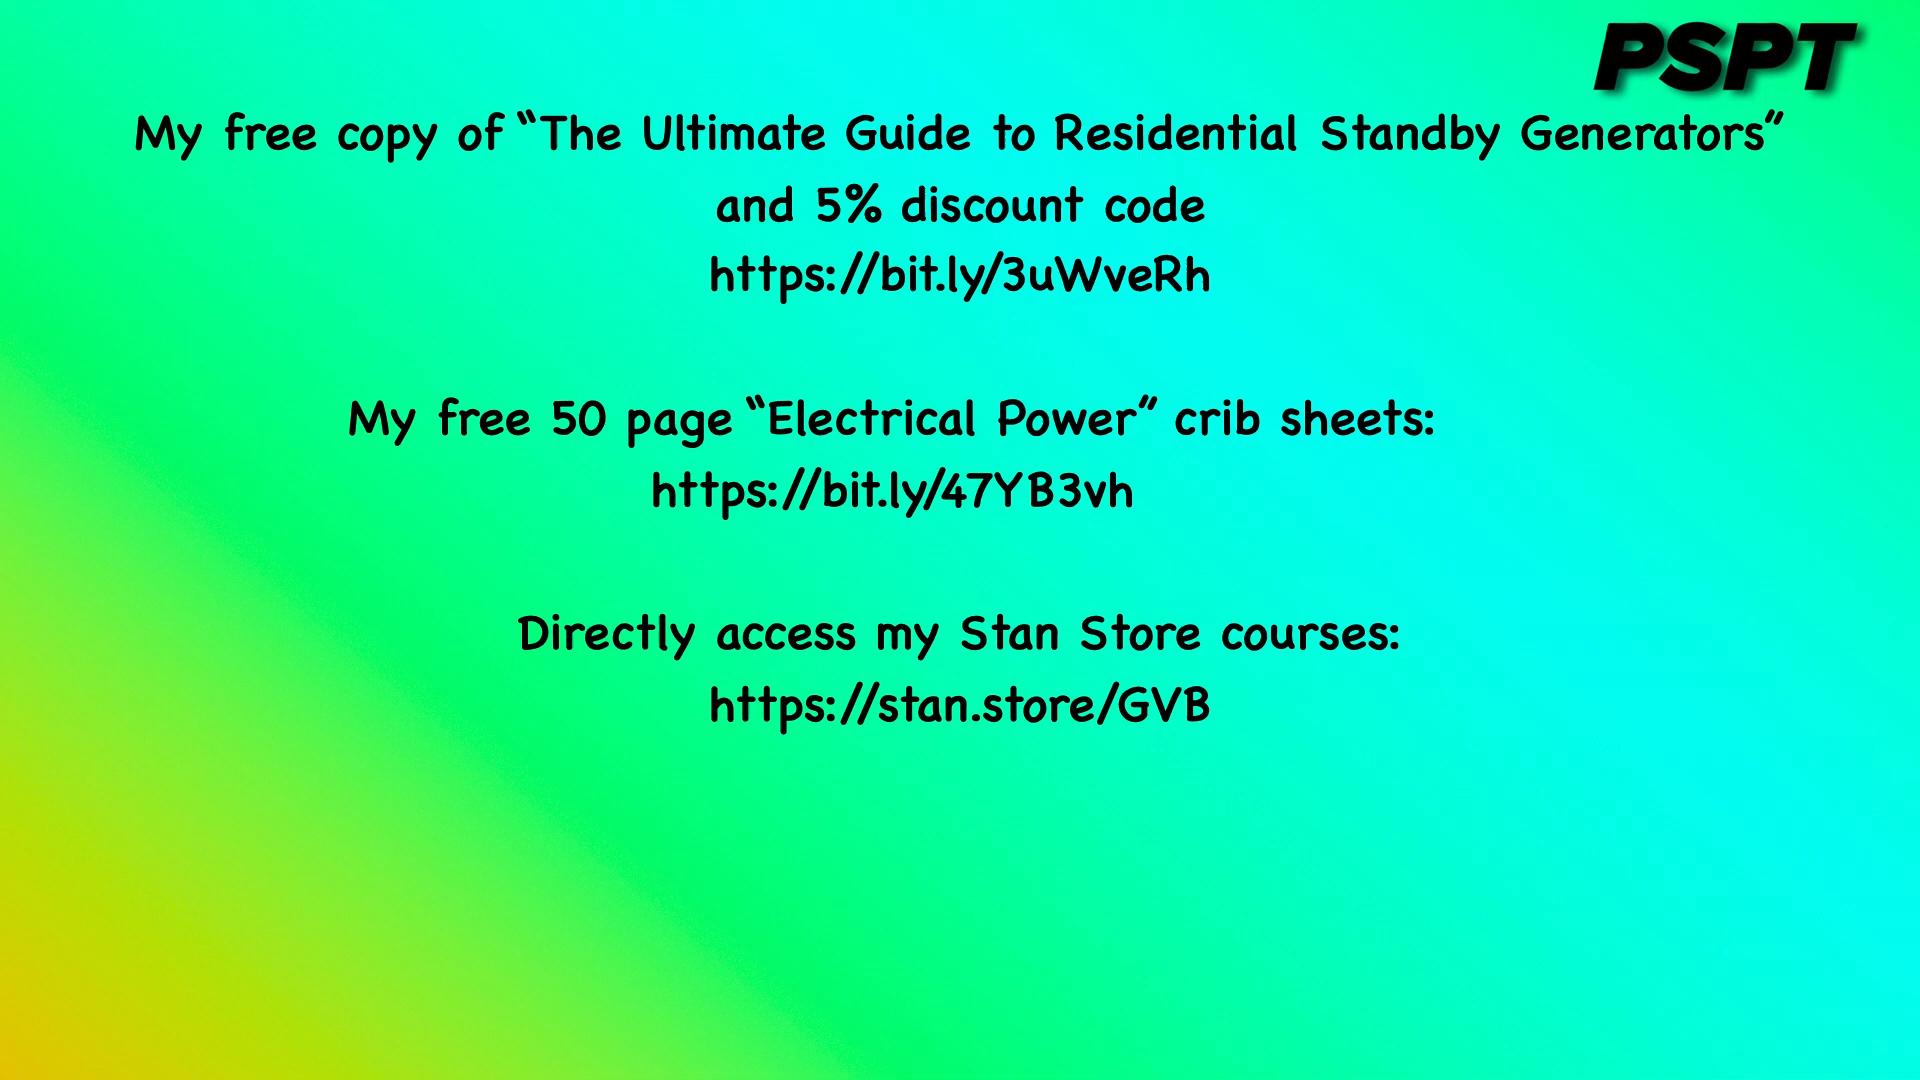 PSPT
My free copy of “The Ultimate Guide to Residential Standby Generators”
and 5% discount code
https://bit.ly/3uWveRh
My free 50 page “Electrical Power” crib sheets:
https://bit.ly/47YB3vh
Directly access my Stan Store courses:
https://stan.store/GVB